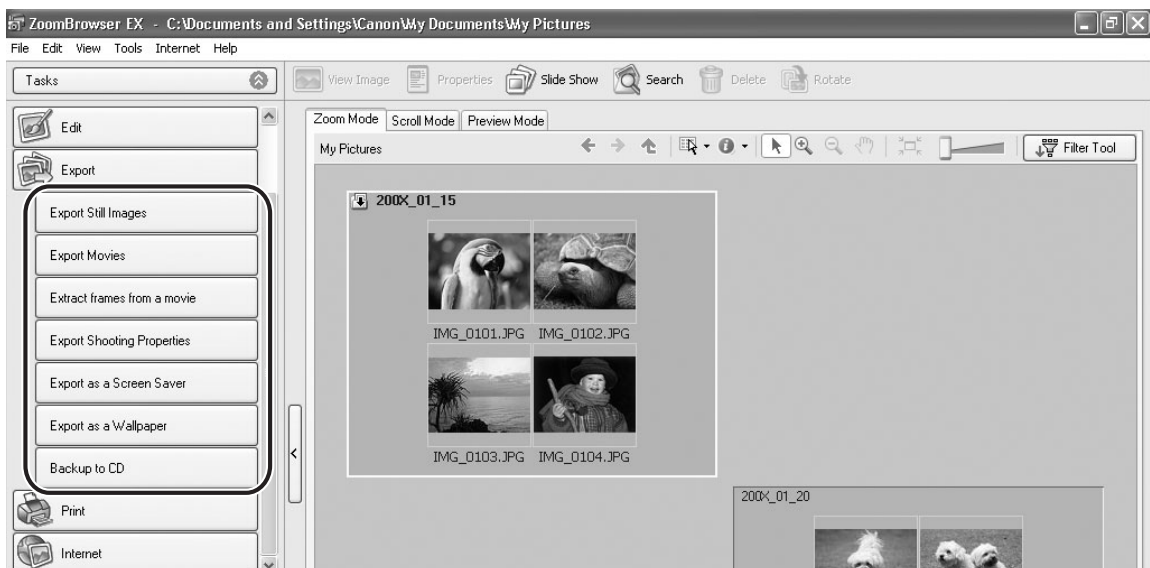 ZoomBrowser EX - C:\Documents and Settings\Canon\My Documents\My Pictures
File Edit View Tools Internet Help
Tasks
View Image Properties Slide Show Search Delete Rotate
Edit
Export
Export Still Images
Export Movies
Extract frames from a movie
Export Shooting Properties
Export as a Screen Saver
Export as a Wallpaper
Backup to CD
Print
Internet
Zoom Mode Scroll Mode Preview Mode
My Pictures
Filter Tool
200X_01_15
IMG_0101.JPG IMG_0102.JPG
IMG_0103.JPG IMG_0104.JPG
200X_01_20